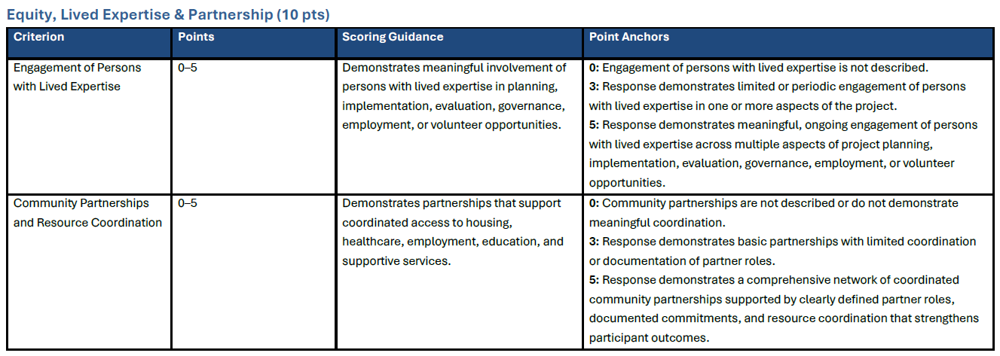 Equity, Lived Expertise & Partnership (10 pts)
Criterion
Points
Scoring Guidance
Point Anchors
Engagement of Persons
with Lived Expertise
0–5
Demonstrates meaningful involvement of
persons with lived expertise in planning,
implementation, evaluation, governance,
employment, or volunteer opportunities.
0: Engagement of persons with lived expertise is not described.
3: Response demonstrates limited or periodic engagement of persons
with lived expertise in one or more aspects of the project.
5: Response demonstrates meaningful, ongoing engagement of persons
with lived expertise across multiple aspects of project planning,
implementation, evaluation, governance, employment, or volunteer
opportunities.
Community Partnerships
and Resource Coordination
0–5
Demonstrates partnerships that support
coordinated access to housing,
healthcare, employment, education, and
supportive services.
0: Community partnerships are not described or do not demonstrate
meaningful coordination.
3: Response demonstrates basic partnerships with limited coordination
or documentation of partner roles.
5: Response demonstrates a comprehensive network of coordinated
community partnerships supported by clearly defined partner roles,
documented commitments, and resource coordination that strengthens
participant outcomes.